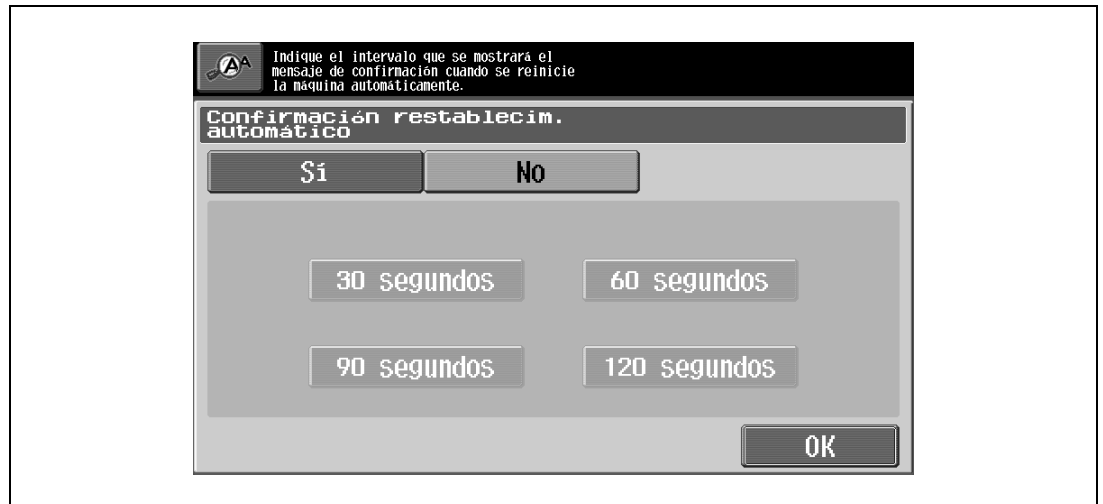 AA
Indique el intervalo que se mostrará el
mensaje de confirmación cuando se reinicie
la máquina automáticamente.
Confirmación restablecim.
automático
Sí No
30 segundos 60 segundos
90 segundos 120 segundos
OK